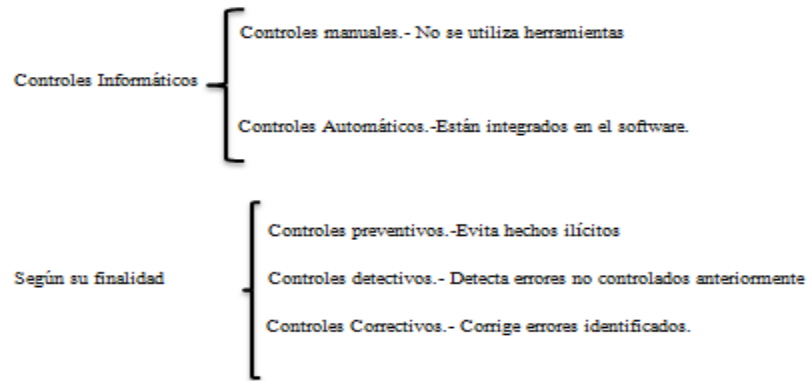 Controles manuales.- No se utiliza herramientas
Controles Informáticos
Controles Automáticos.-Están integrados en el software.
Controles preventivos.-Evita hechos ilícitos
Según su finalidad
Controles detectivos.- Detecta errores no controlados anteriormente
Controles Correctivos.- Corrige errores identificados.